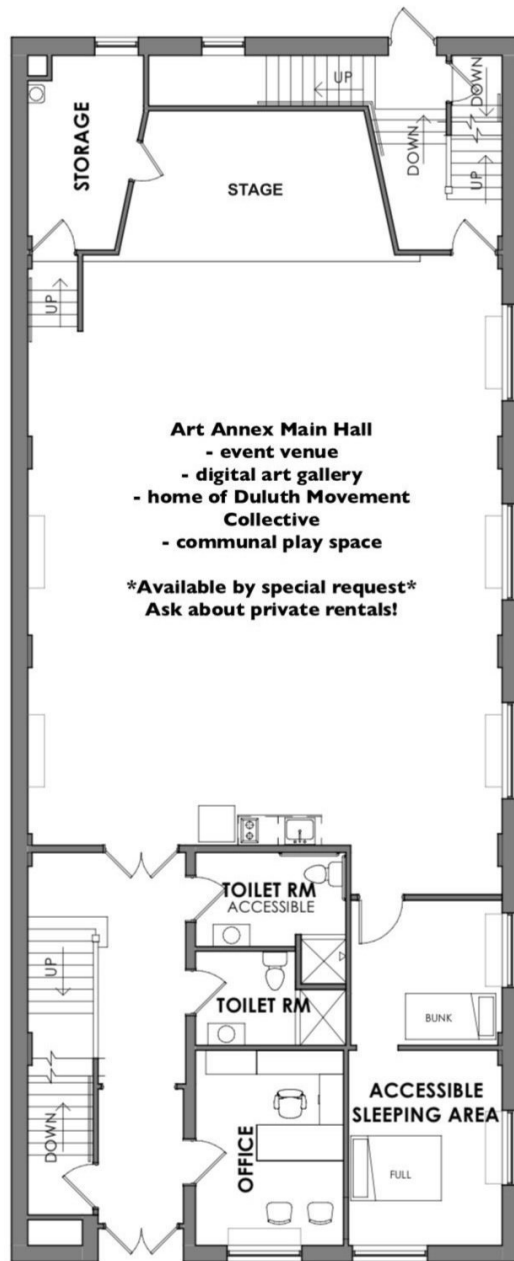 UP
DOWN
STORAGE
STAGE
DOWN
UP
UP
Art Annex Main Hall
- event venue
- digital art gallery
- home of Duluth Movement
Collective
- communal play space
*Available by special request*
Ask about private rentals!
TOILET RM
ACCESSIBLE
UP
TOILET RM
BUNK
ACCESSIBLE
SLEEPING AREA
DOWN
OFFICE
FULL